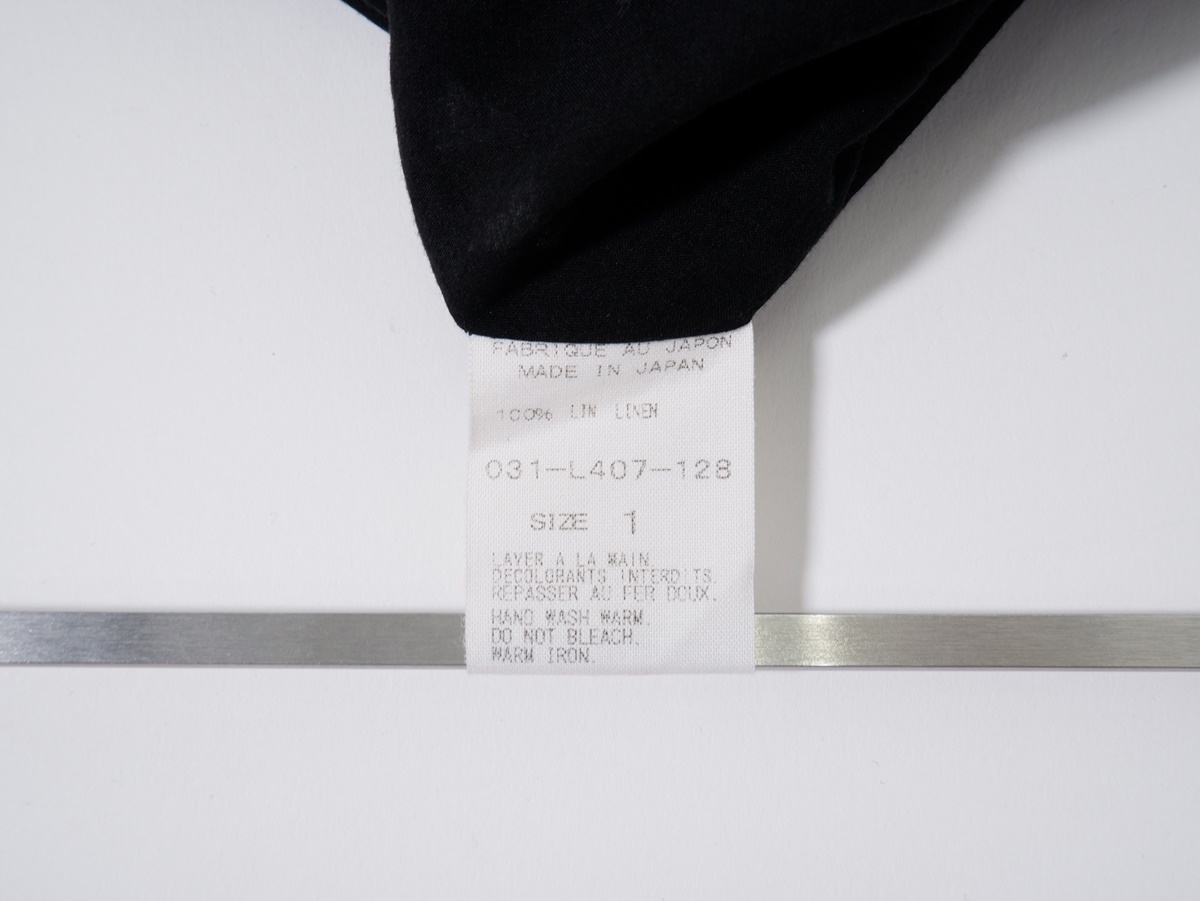 FABRIQUE AU JAPON
MADE IN JAPAN
100% LIN LINEN
031-L407-128
SIZE 1
LAVER A LA MAIN.
DECOLORANTS INTERDITS.
REPASSER AU FER DOUX.
HAND WASH WARM.
DO NOT BLEACH.
WARM IRON.